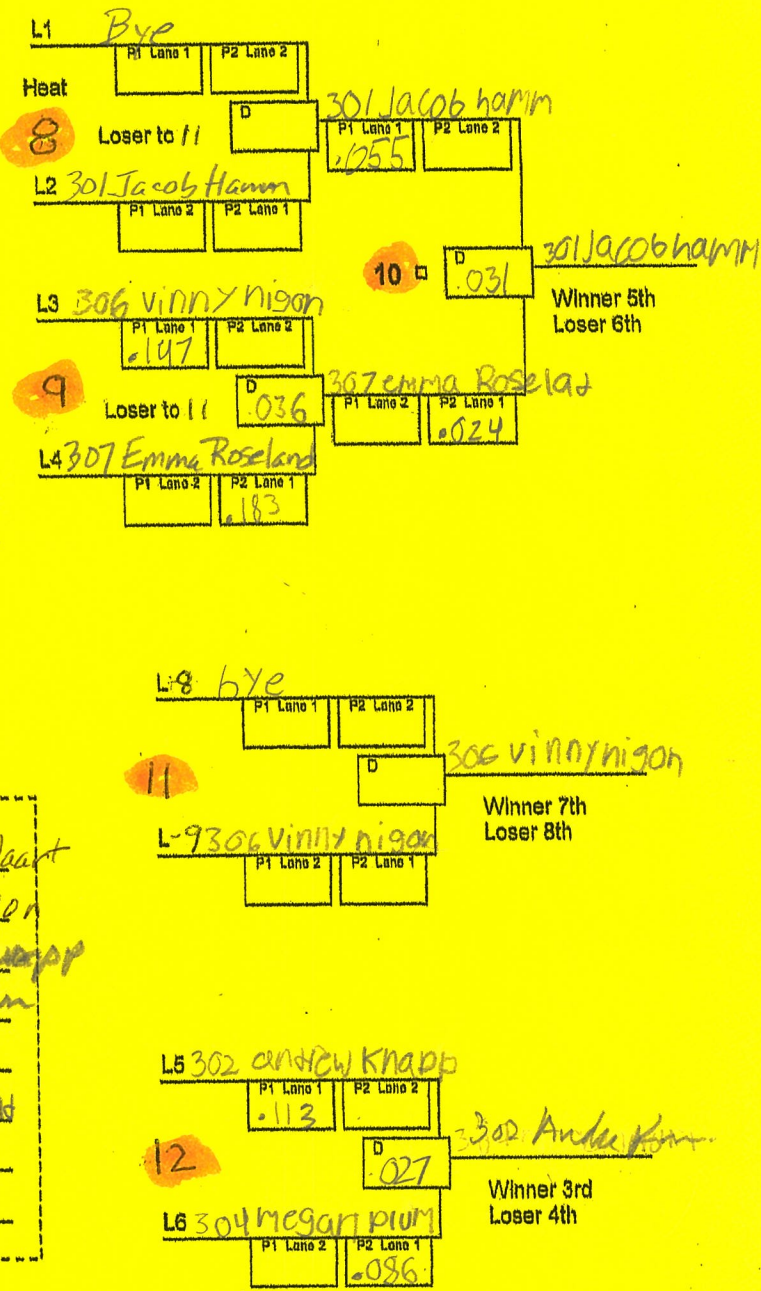 L1 Bye
P1 Lane 1 P2 Lane 2
Heat
8 Loser to 11 D
301 Jacob hamm
P1 Lane 1 P2 Lane 2
.055
L2 301 Jacob Hamm
P1 Lane 2 P2 Lane 1
10 D .031 301 Jacob hamm
Winner 5th
Loser 6th
L3 306 vinny nigon
P1 Lane 1 P2 Lane 2
.147
9 Loser to 11 D .036
307 emma Roselad
P1 Lane 2 P2 Lane 1
.024
L4 307 Emma Roseland
P1 Lane 2 P2 Lane 1
.183
L-8 bye
P1 Lane 1 P2 Lane 2
11 D 306 vinny nigon
Winner 7th
Loser 8th
L-9 306 Vinny nigon
P1 Lane 2 P2 Lane 1
L5 302 andrew Knapp
P1 Lane 1 P2 Lane 2
.113
12 D .027 302
Winner 3rd
Loser 4th
L6 304 megan plum
P1 Lane 2 P2 Lane 1
.086